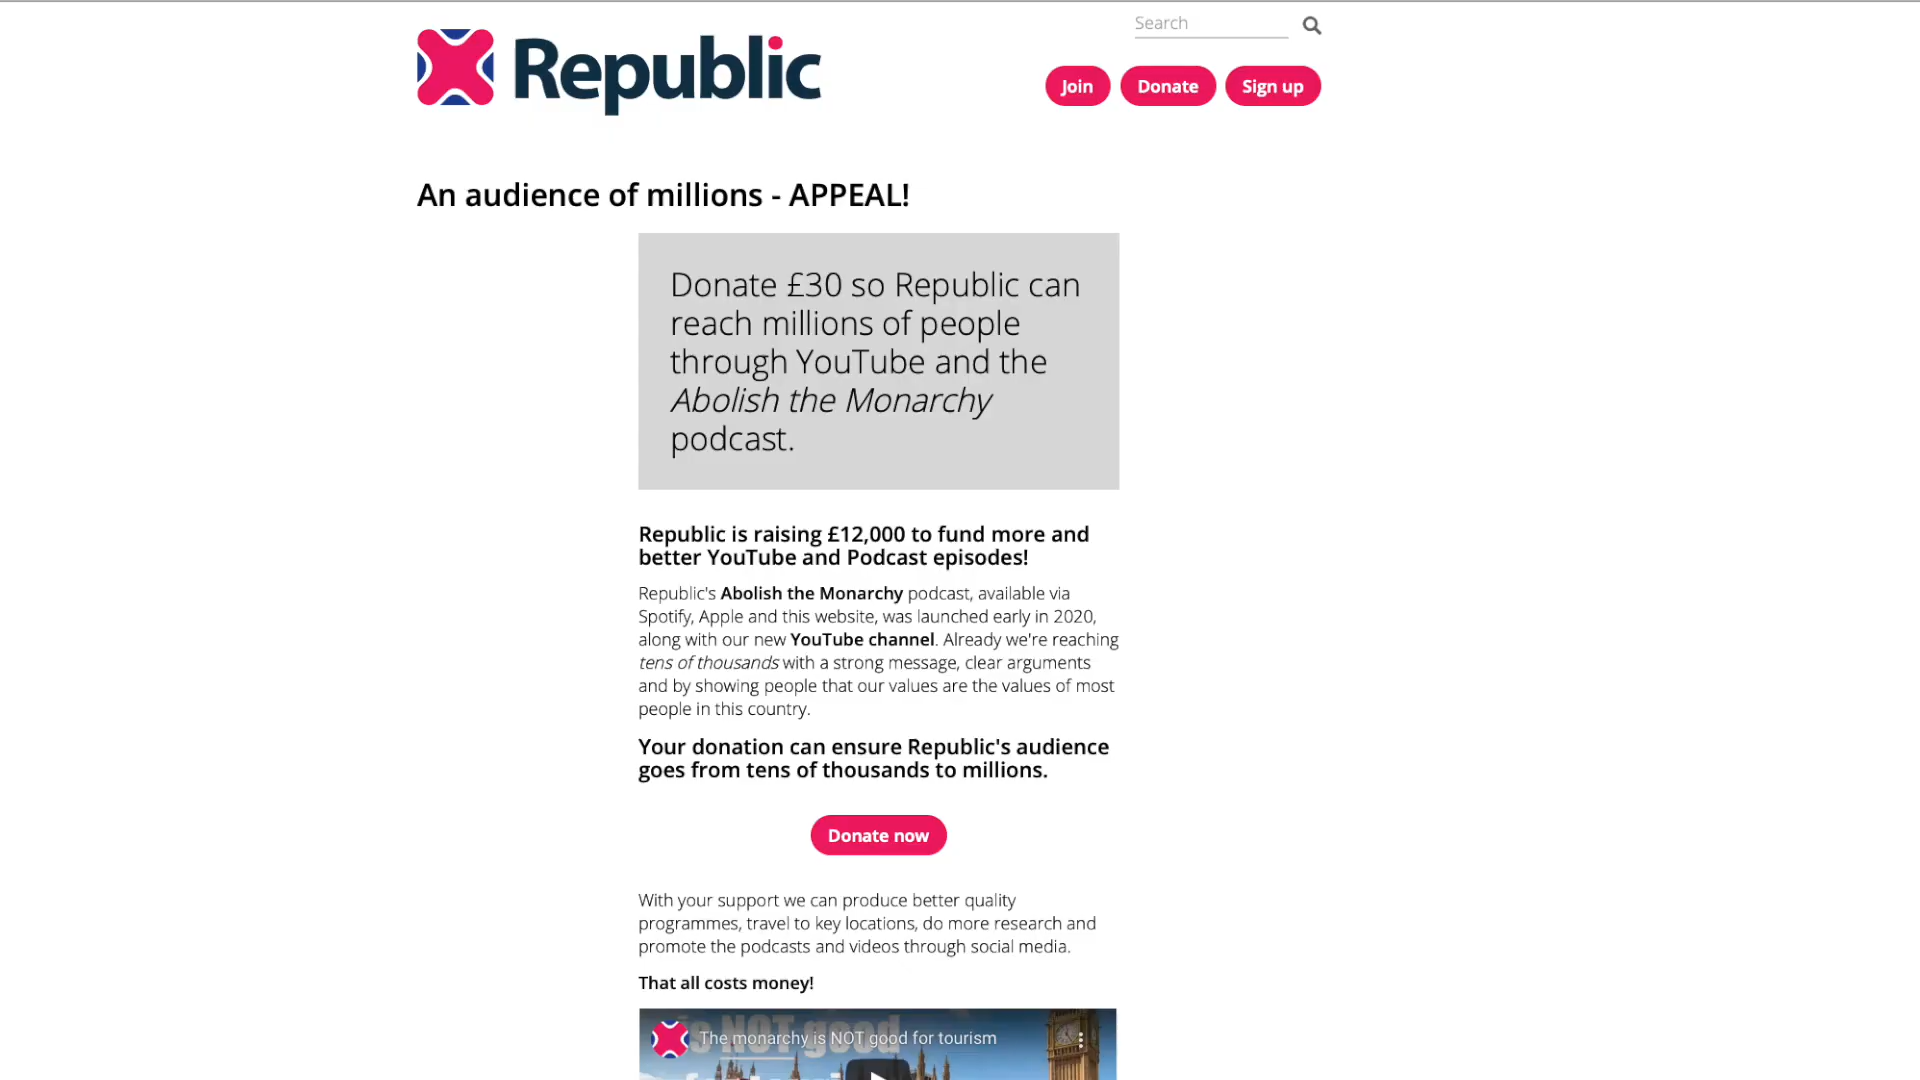 Search
Republic
Join
Donate
Sign up
An audience of millions - APPEAL!
Donate £30 so Republic can
reach millions of people
through YouTube and the
Abolish the Monarchy
podcast.
Republic is raising £12,000 to fund more and
better YouTube and Podcast episodes!
Republic's Abolish the Monarchy podcast, available via
Spotify, Apple and this website, was launched early in 2020,
along with our new YouTube channel. Already we're reaching
tens of thousands with a strong message, clear arguments
and by showing people that our values are the values of most
people in this country.
Your donation can ensure Republic's audience
goes from tens of thousands to millions.
Donate now
With your support we can produce better quality
programmes, travel to key locations, do more research and
promote the podcasts and videos through social media.
That all costs money!
The monarchy is NOT good for tourism
is NOT good